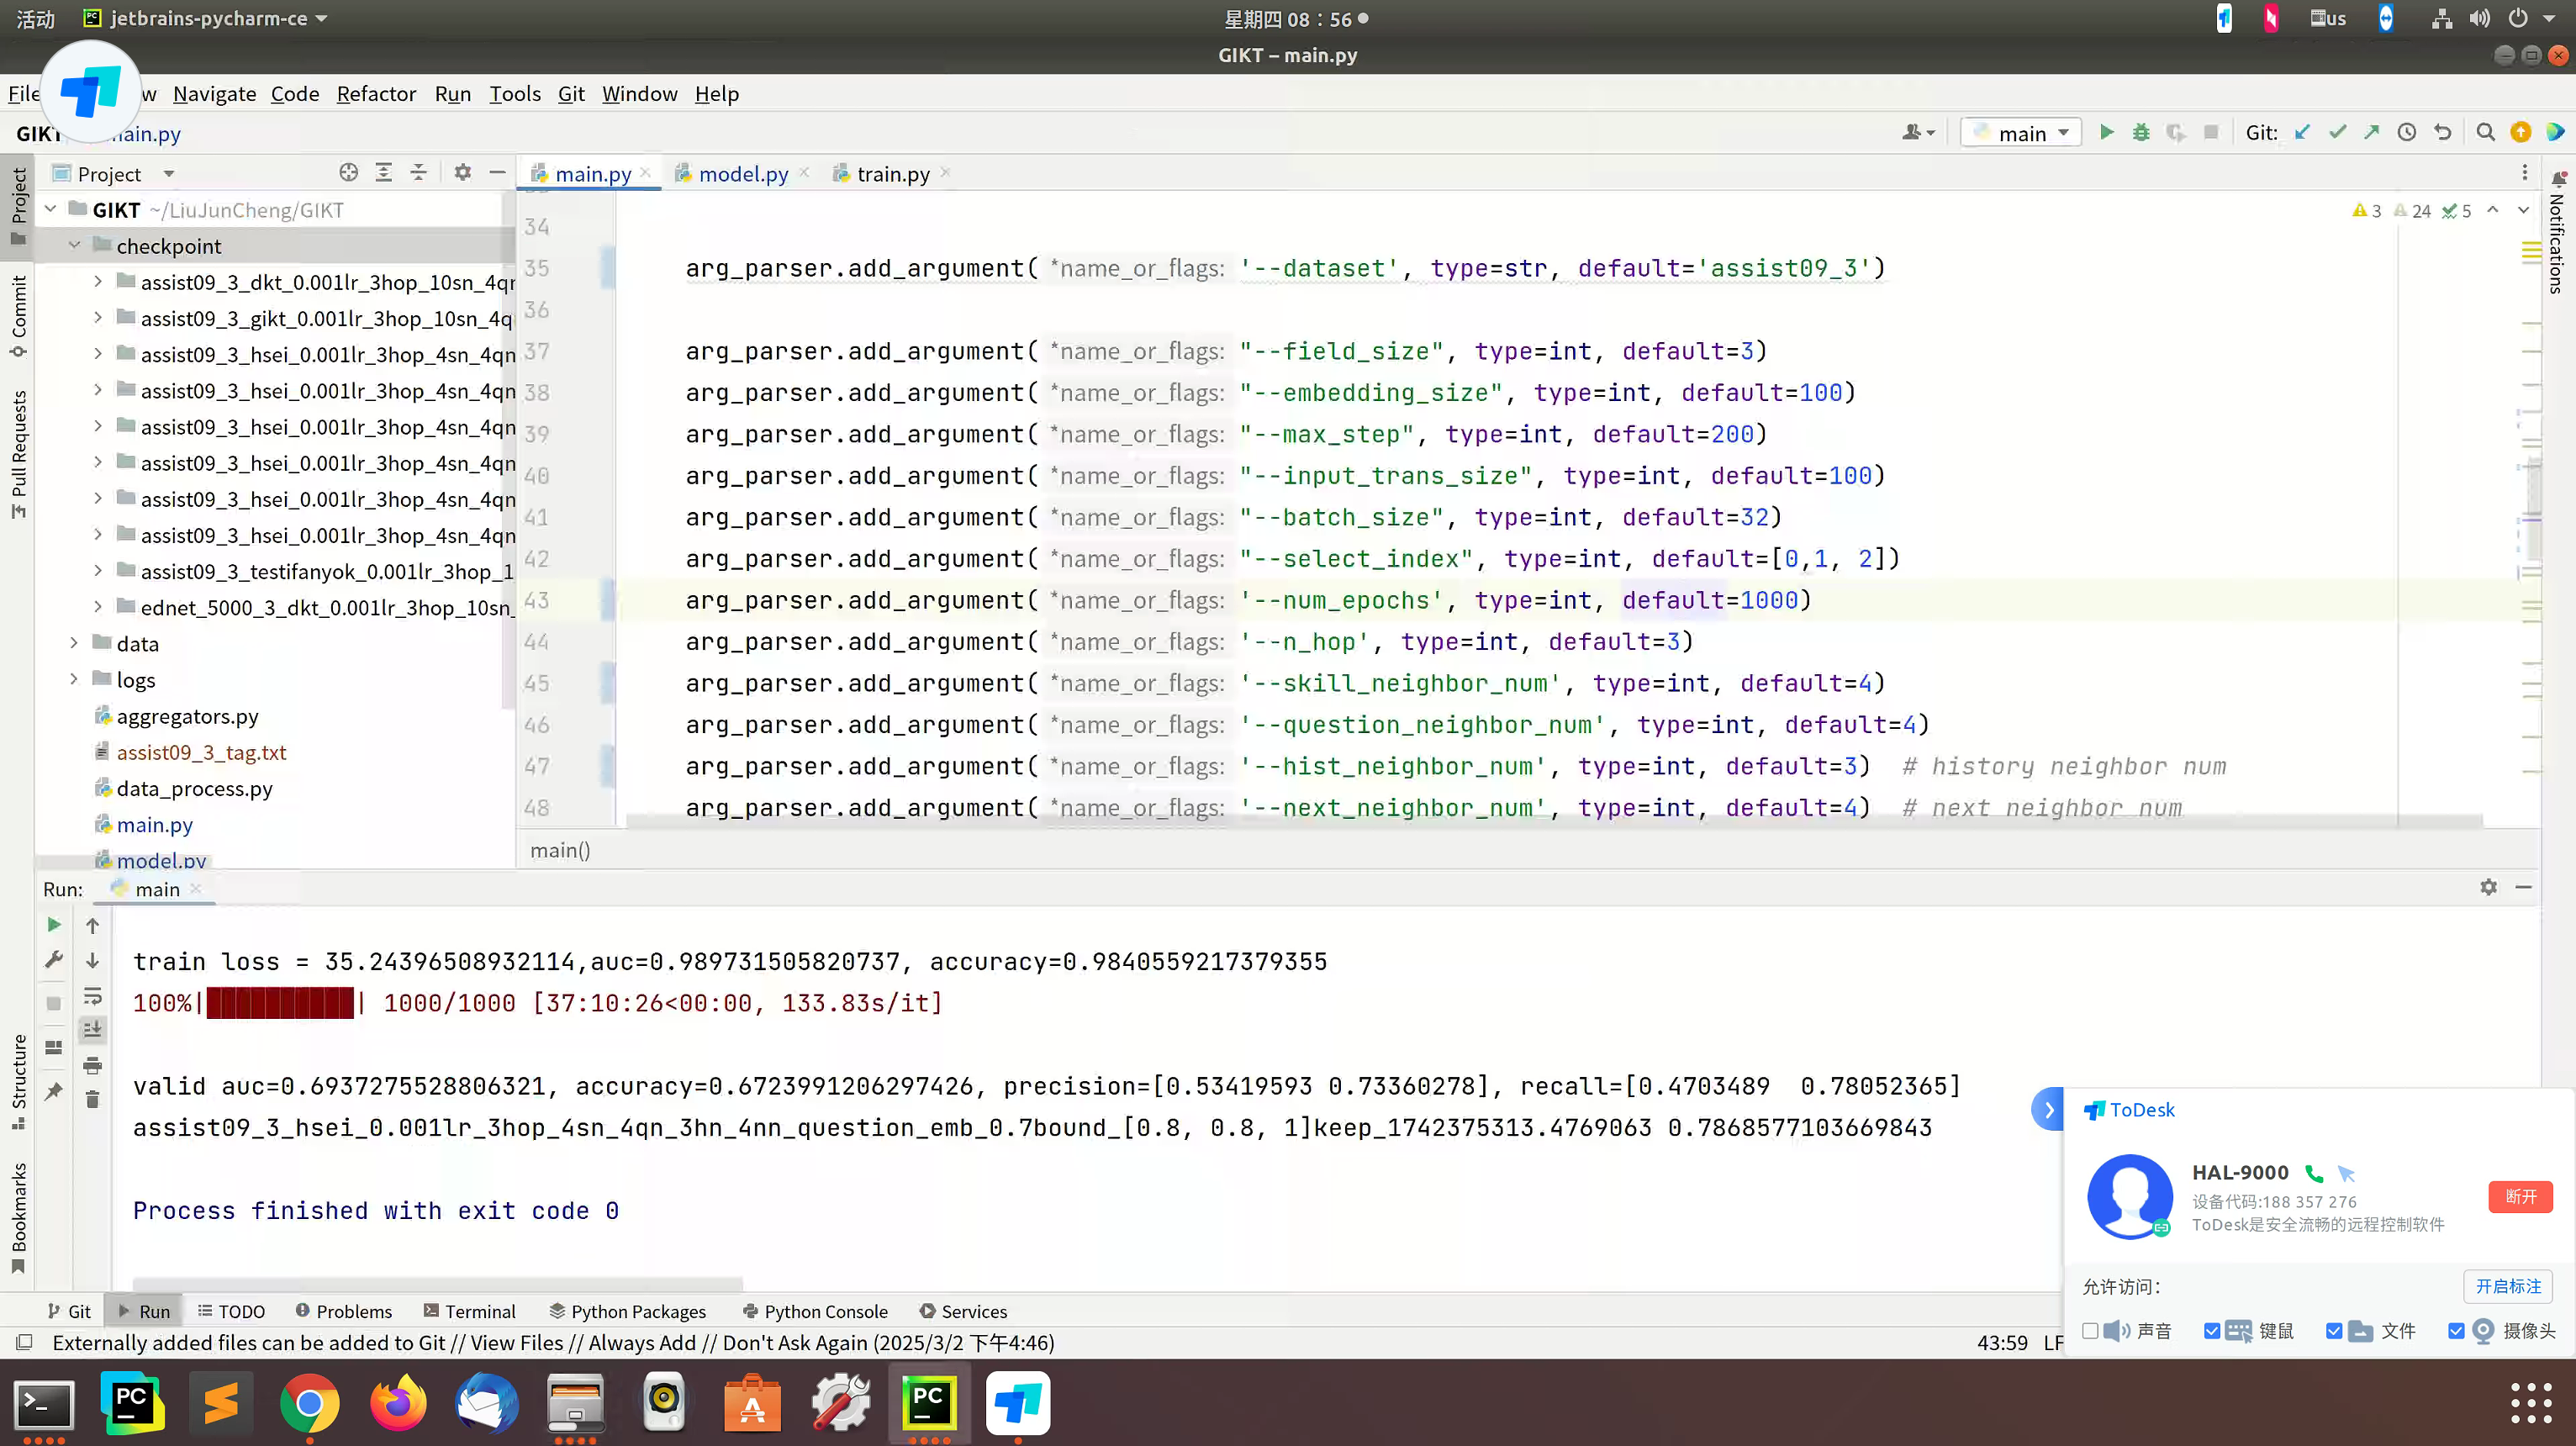 活动
jetbrains-pycharm-ce
星期四 08：56
us
GIKT – main.py
File
w
Navigate
Code
Refactor
Run
Tools
Git
Window
Help
GIKT
main.py
main
Git:
Project
main.py
model.py
train.py
Project
Commit
Pull Requests
Structure
Bookmarks
Notifications
GIKT ~/LiuJunCheng/GIKT
checkpoint
assist09_3_dkt_0.001lr_3hop_10sn_4qr
assist09_3_gikt_0.001lr_3hop_10sn_4q
assist09_3_hsei_0.001lr_3hop_4sn_4qn
assist09_3_hsei_0.001lr_3hop_4sn_4qn
assist09_3_hsei_0.001lr_3hop_4sn_4qn
assist09_3_hsei_0.001lr_3hop_4sn_4qn
assist09_3_hsei_0.001lr_3hop_4sn_4qn
assist09_3_hsei_0.001lr_3hop_4sn_4qn
assist09_3_testifanyok_0.001lr_3hop_1
ednet_5000_3_dkt_0.001lr_3hop_10sn_
data
logs
aggregators.py
assist09_3_tag.txt
data_process.py
main.py
model.py
3 24 5
34
35 arg_parser.add_argument( *name_or_flags: '--dataset', type=str, default='assist09_3')
36
37 arg_parser.add_argument( *name_or_flags: "--field_size", type=int, default=3)
38 arg_parser.add_argument( *name_or_flags: "--embedding_size", type=int, default=100)
39 arg_parser.add_argument( *name_or_flags: "--max_step", type=int, default=200)
40 arg_parser.add_argument( *name_or_flags: "--input_trans_size", type=int, default=100)
41 arg_parser.add_argument( *name_or_flags: "--batch_size", type=int, default=32)
42 arg_parser.add_argument( *name_or_flags: "--select_index", type=int, default=[0,1, 2])
43 arg_parser.add_argument( *name_or_flags: '--num_epochs', type=int, default=1000)
44 arg_parser.add_argument( *name_or_flags: '--n_hop', type=int, default=3)
45 arg_parser.add_argument( *name_or_flags: '--skill_neighbor_num', type=int, default=4)
46 arg_parser.add_argument( *name_or_flags: '--question_neighbor_num', type=int, default=4)
47 arg_parser.add_argument( *name_or_flags: '--hist_neighbor_num', type=int, default=3)  # history neighbor num
48 arg_parser.add_argument( *name_or_flags: '--next_neighbor_num', type=int, default=4)  # next neighbor num
main()
Run: main
train loss = 35.24396508932114,auc=0.989731505820737, accuracy=0.9840559217379355
100%|██████████| 1000/1000 [37:10:26<00:00, 133.83s/it]
valid auc=0.6937275528806321, accuracy=0.6723991206297426, precision=[0.53419593 0.73360278], recall=[0.4703489  0.78052365]
assist09_3_hsei_0.001lr_3hop_4sn_4qn_3hn_4nn_question_emb_0.7bound_[0.8, 0.8, 1]keep_1742375313.4769063 0.7868577103669843
Process finished with exit code 0
ToDesk
HAL-9000
设备代码:188 357 276
ToDesk是安全流畅的远程控制软件
断开
允许访问：
开启标注
声音
键鼠
文件
摄像头
Git
Run
TODO
Problems
Terminal
Python Packages
Python Console
Services
Externally added files can be added to Git // View Files // Always Add // Don't Ask Again (2025/3/2 下午4:46)
43:59 LF
PC
PC